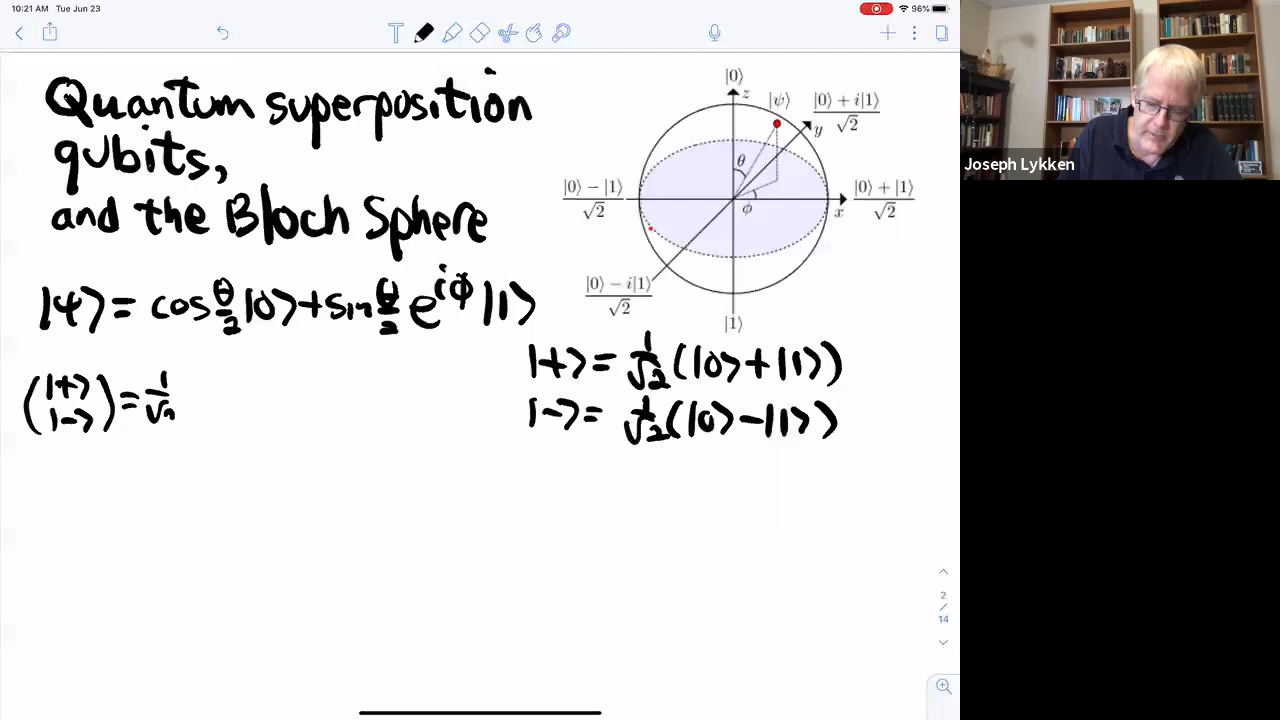 10:21 AM Tue Jun 23
96%
Quantum superposition
qubits,
and the Bloch Sphere
|ψ⟩ = cos θ/2 |0⟩ + sin θ/2 e^{iϕ} |1⟩
(|+⟩ |−⟩) = 1/√2
|0⟩
z
|ψ⟩
|0⟩ + i|1⟩ / √2
y
θ
|0⟩ − |1⟩ / √2
ϕ
x
|0⟩ + |1⟩ / √2
|0⟩ − i|1⟩ / √2
|1⟩
|+⟩ = 1/√2 (|0⟩ + |1⟩)
|−⟩ = 1/√2 (|0⟩ − |1⟩)
T
2
/
14
Joseph Lykken